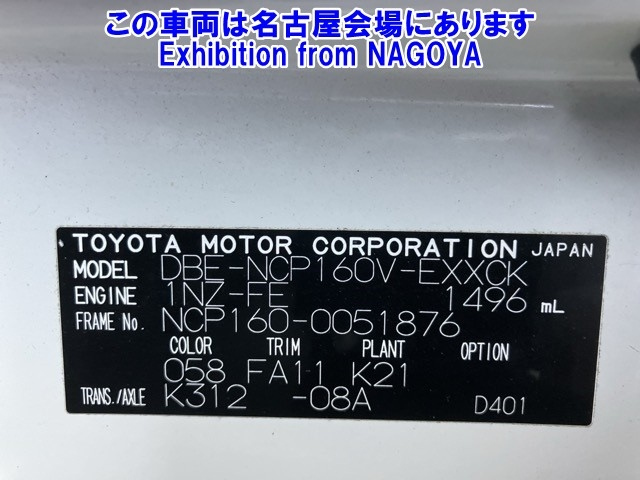 この車両は名古屋会場にあります
Exhibition from NAGOYA
TOYOTA MOTOR CORPORATION JAPAN
MODEL DBE-NCP160V-EXXCK
ENGINE 1NZ-FE 1496 mL
FRAME No. NCP160-0051876
COLOR TRIM PLANT OPTION
058 FA11 K21
TRANS./AXLE K312 -08A D401